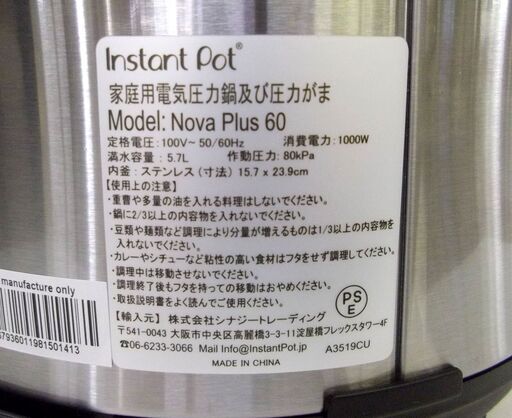 Instant Pot®
家庭用電気圧力鍋及び圧力がま
Model: Nova Plus 60
定格電圧：100V~ 50/60Hz 消費電力：1000W
満水容量：5.7L 作動圧力：80kPa
内釜：ステンレス（寸法）15.7 x 23.9cm
【使用上の注意】
・重曹や多量の油を入れる料理はしないでください。
・鍋に2/3以上の内容物を入れないでください。
・豆類や麺類など調理により分量が増えるものは1/3以上の内容物を
入れないでください。
・カレーやシチューなど粘性の高い食材はフタをせず調理してください。
・調理中は移動させないでください。
・調理終了後もフタを持っての移動はおやめください。
・取扱説明書をよく読んでご使用ください。
PS
E
【輸入元】株式会社シナジートレーディング
〒541-0043 大阪市中央区高麗橋3-3-11淀屋橋フレックスタワー4F
☎06-6233-3066 Mail Info@InstantPot.jp A3519CU
MADE IN CHINA
manufacture only
67936011981501413